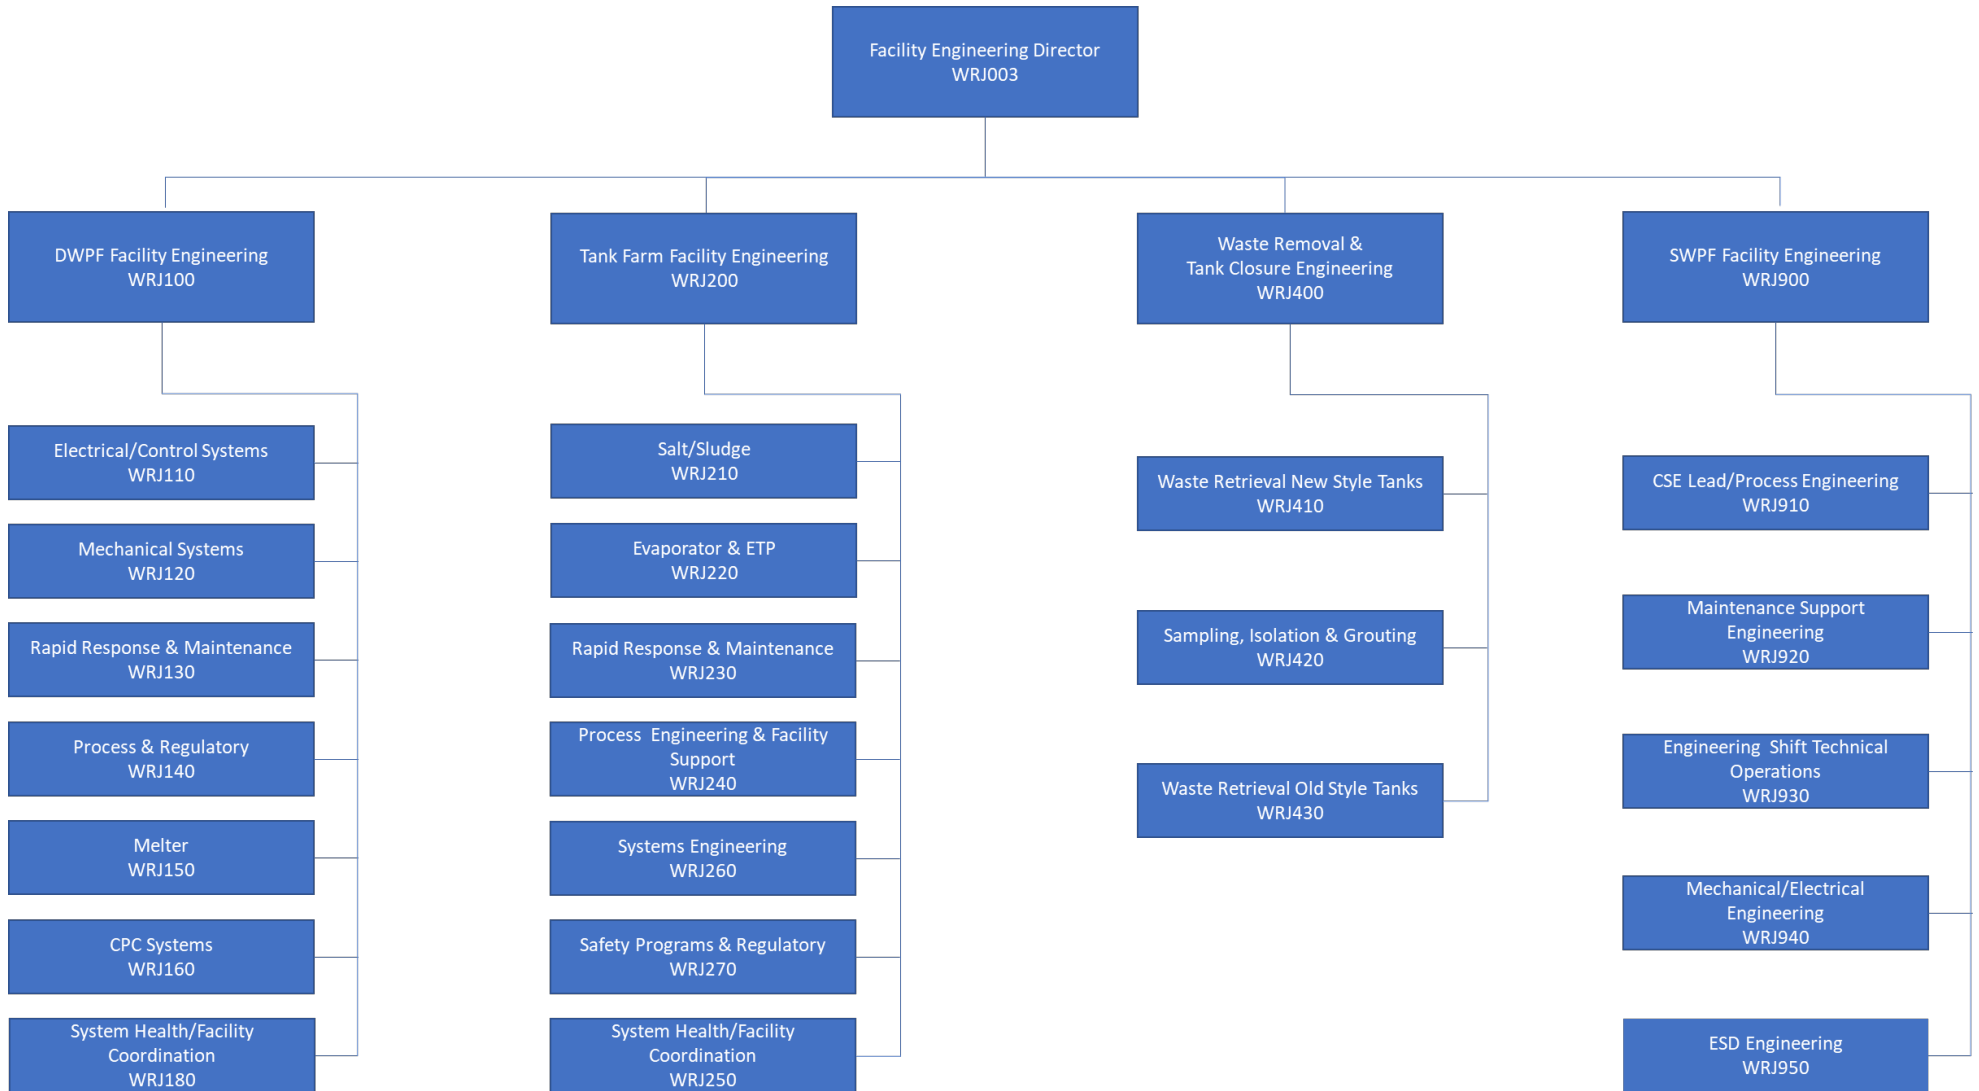 Facility Engineering Director
WRJ003
DWPF Facility Engineering
WRJ100
Tank Farm Facility Engineering
WRJ200
Waste Removal &
Tank Closure Engineering
WRJ400
SWPF Facility Engineering
WRJ900
Electrical/Control Systems
WRJ110
Mechanical Systems
WRJ120
Rapid Response & Maintenance
WRJ130
Process & Regulatory
WRJ140
Melter
WRJ150
CPC Systems
WRJ160
System Health/Facility
Coordination
WRJ180
Salt/Sludge
WRJ210
Evaporator & ETP
WRJ220
Rapid Response & Maintenance
WRJ230
Process  Engineering & Facility
Support
WRJ240
Systems Engineering
WRJ260
Safety Programs & Regulatory
WRJ270
System Health/Facility
Coordination
WRJ250
Waste Retrieval New Style Tanks
WRJ410
Sampling, Isolation & Grouting
WRJ420
Waste Retrieval Old Style Tanks
WRJ430
CSE Lead/Process Engineering
WRJ910
Maintenance Support
Engineering
WRJ920
Engineering  Shift Technical
Operations
WRJ930
Mechanical/Electrical
Engineering
WRJ940
ESD Engineering
WRJ950